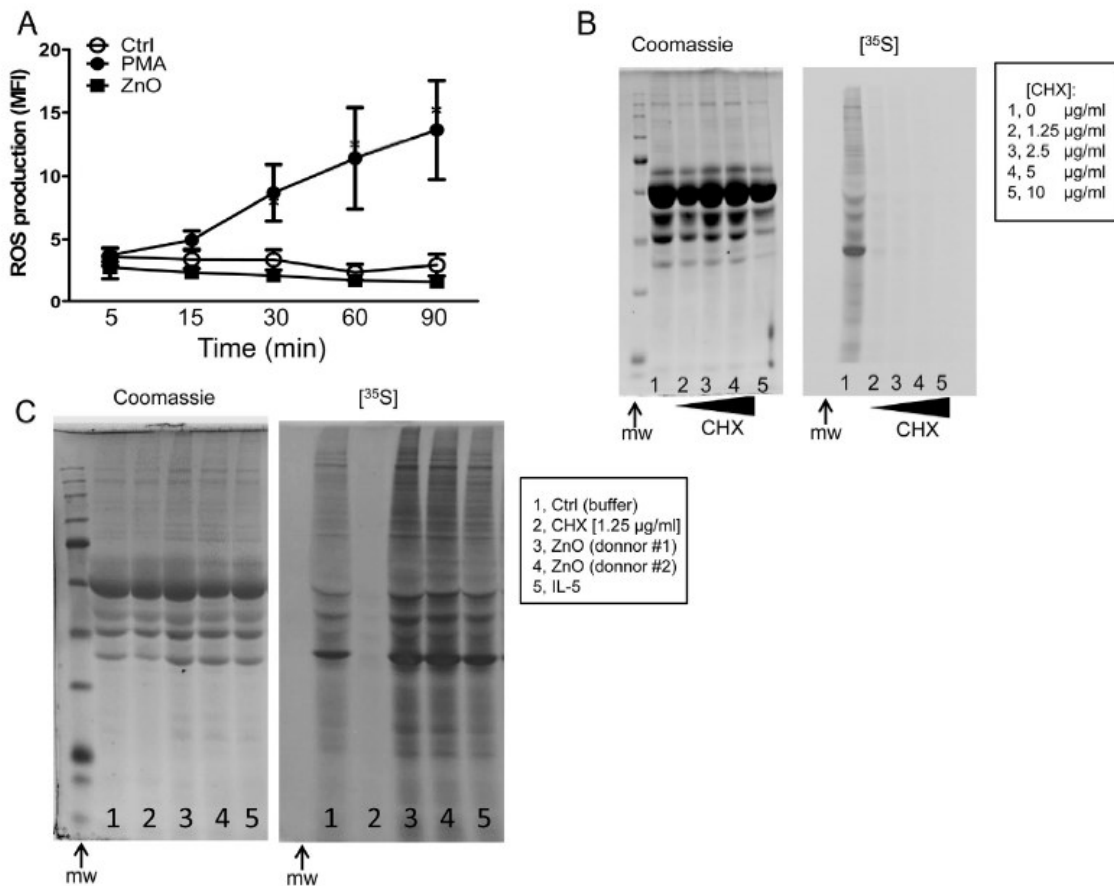 A
ROS production (MFI)
20
15
10
5
0
Ctrl
PMA
ZnO
* * *
5 15 30 60 90
Time (min)
B
Coomassie [³⁵S]
1 2 3 4 5 1 2 3 4 5
mw CHX mw CHX
[CHX]:
1, 0 µg/ml
2, 1.25 µg/ml
3, 2.5 µg/ml
4, 5 µg/ml
5, 10 µg/ml
C
Coomassie [³⁵S]
1 2 3 4 5 1 2 3 4 5
mw mw
1, Ctrl (buffer)
2, CHX [1.25 µg/ml]
3, ZnO (donnor #1)
4, ZnO (donnor #2)
5, IL-5